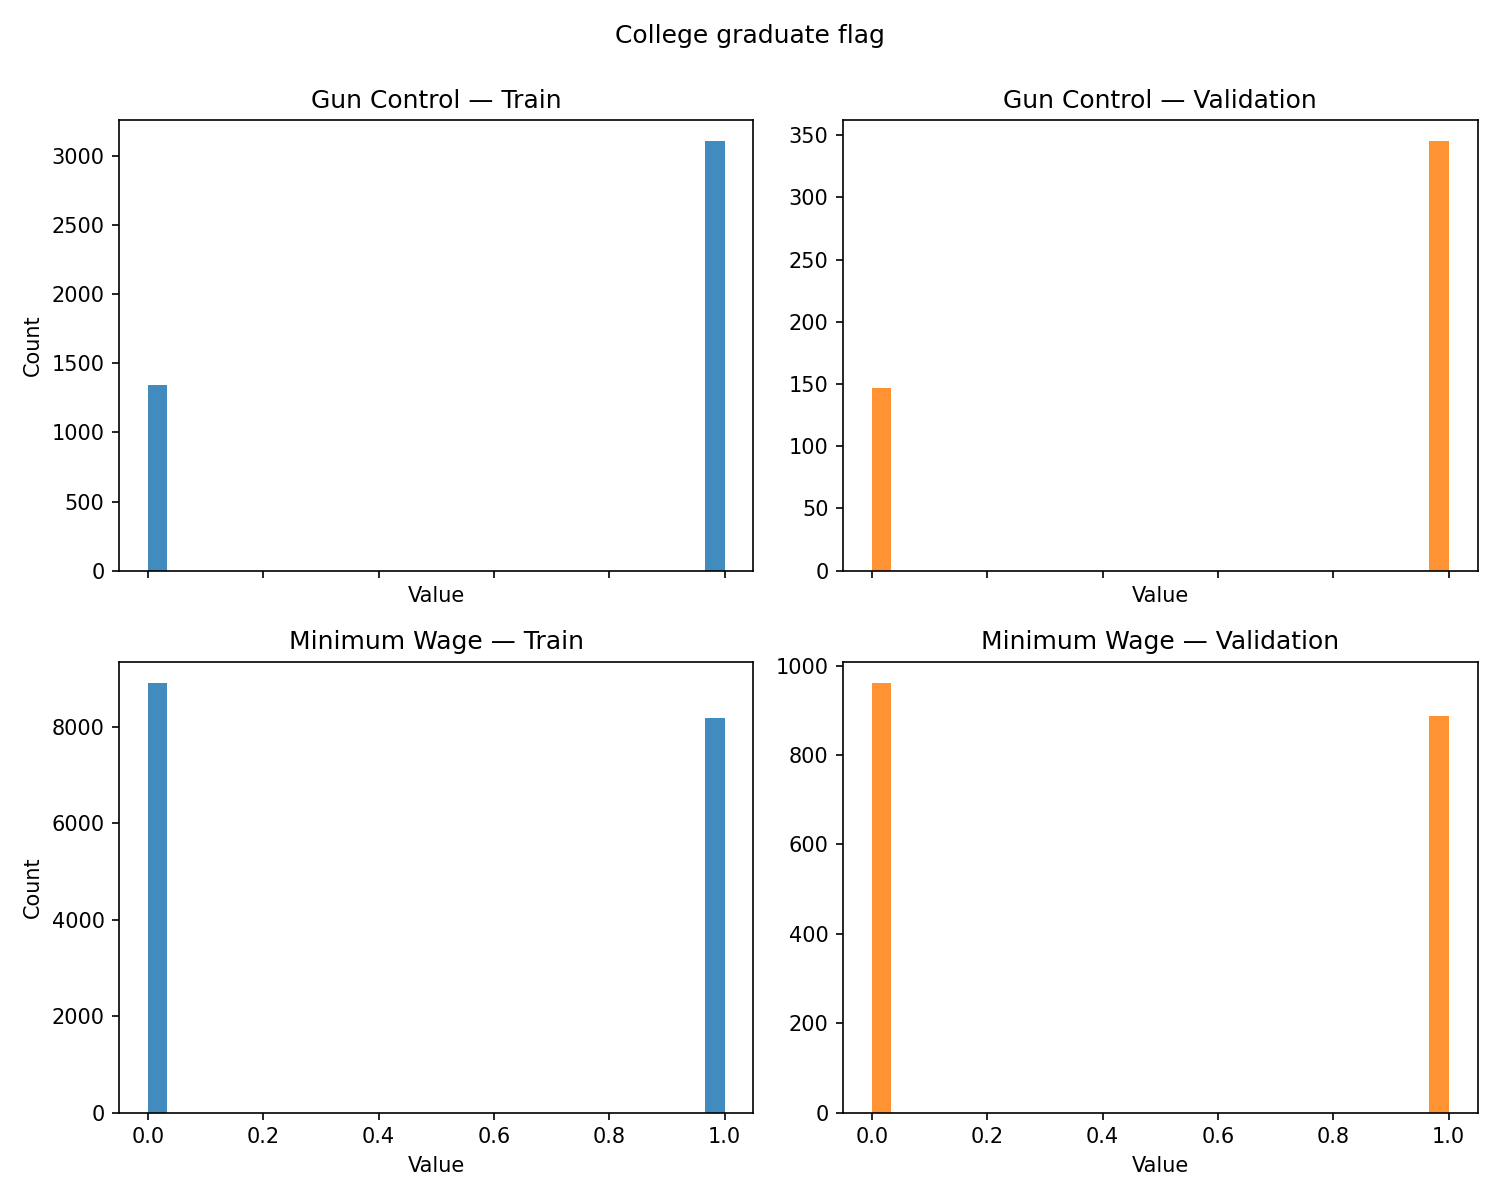 College graduate flag
Gun Control — Train
Gun Control — Validation
3000
2500
2000
1500
1000
500
0
Count
Value
350
300
250
200
150
100
50
0
Value
Minimum Wage — Train
Minimum Wage — Validation
8000
6000
4000
2000
0
Count
0.0 0.2 0.4 0.6 0.8 1.0
Value
1000
800
600
400
200
0
0.0 0.2 0.4 0.6 0.8 1.0
Value